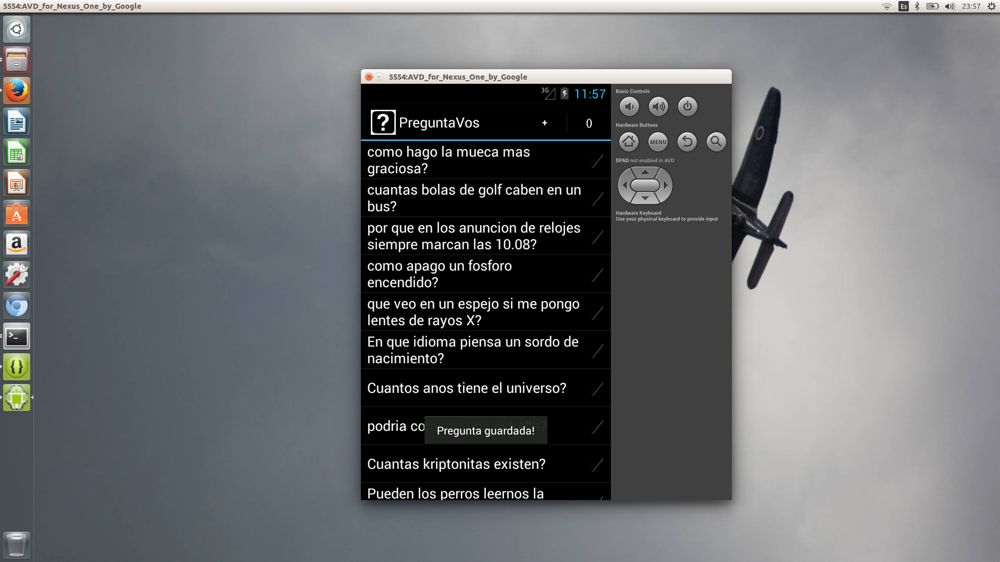 5554:AVD_for_Nexus_One_by_Google
Es
23:57
5554:AVD_for_Nexus_One_by_Google
3G
11:57
?
PreguntaVos
+
0
como hago la mueca mas
graciosa?
cuantas bolas de golf caben en un
bus?
por que en los anuncion de relojes
siempre marcan las 10.08?
como apago un fosforo
encendido?
que veo en un espejo si me pongo
lentes de rayos X?
En que idioma piensa un sordo de
nacimiento?
Cuantos anos tiene el universo?
podria comprar una estrella?
Pregunta guardada!
Cuantas kriptonitas existen?
Pueden los perros leernos la
Basic Controls
Hardware Buttons
MENU
DPAD not enabled in AVD
Hardware Keyboard
Use your physical keyboard to provide input